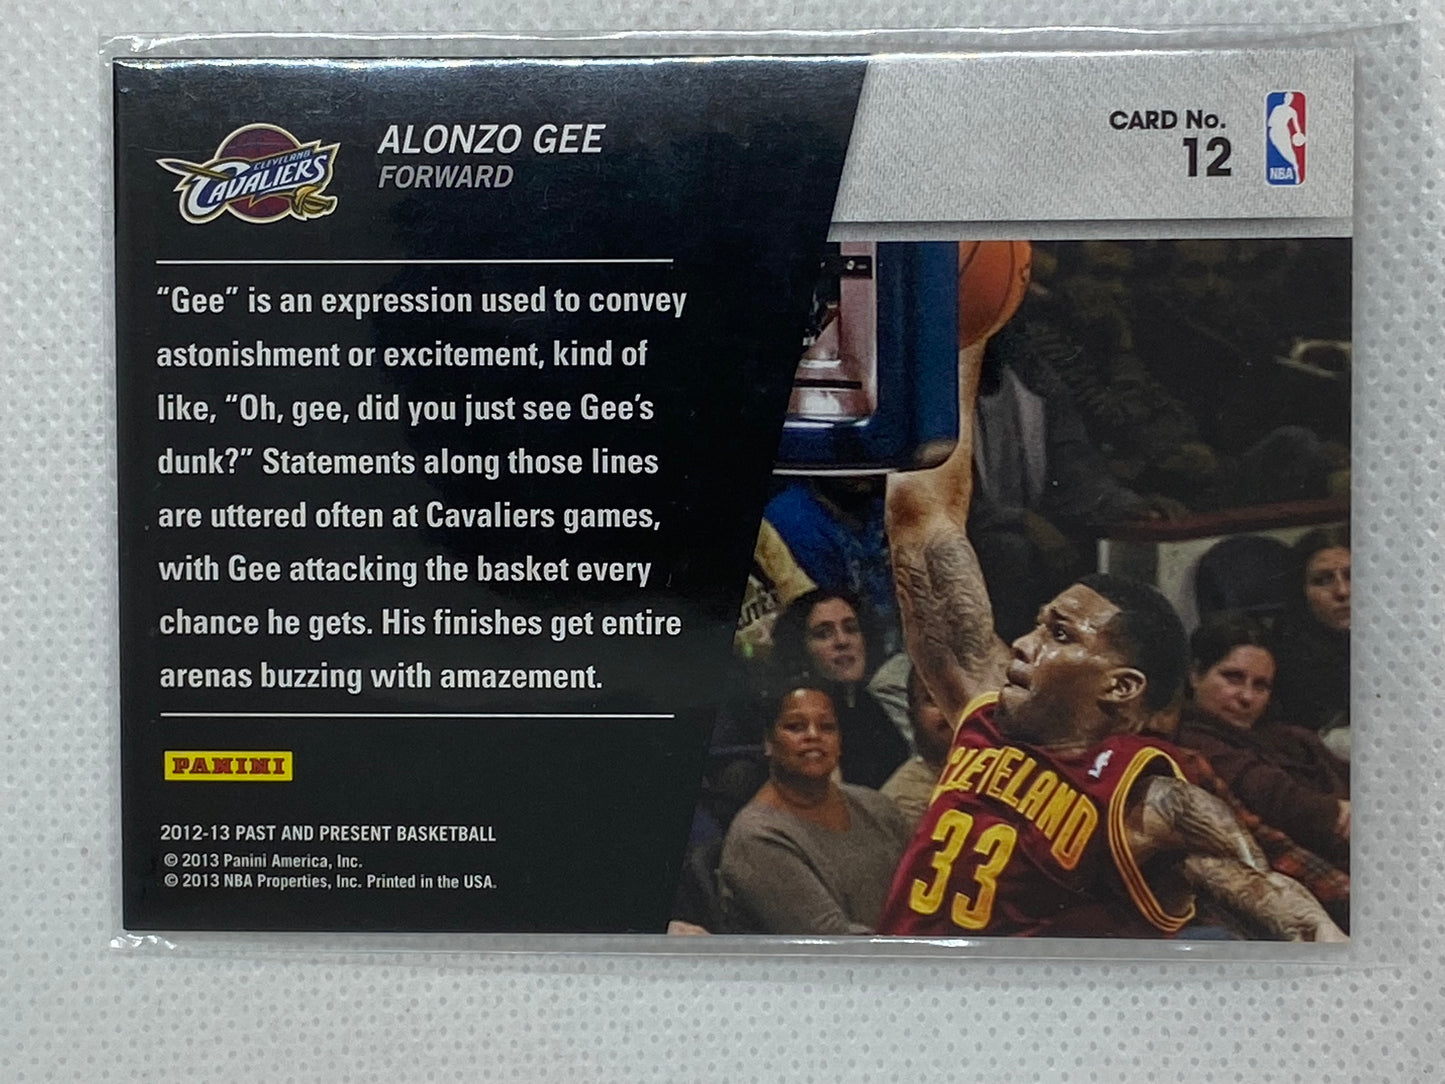 CLEVELAND
CAVALIERS
ALONZO GEE
FORWARD
CARD No.
12
NBA
“Gee” is an expression used to convey
astonishment or excitement, kind of
like, “Oh, gee, did you just see Gee’s
dunk?” Statements along those lines
are uttered often at Cavaliers games,
with Gee attacking the basket every
chance he gets. His finishes get entire
arenas buzzing with amazement.
PANINI
2012-13 PAST AND PRESENT BASKETBALL
© 2013 Panini America, Inc.
© 2013 NBA Properties, Inc. Printed in the USA.
CLEVELAND
33